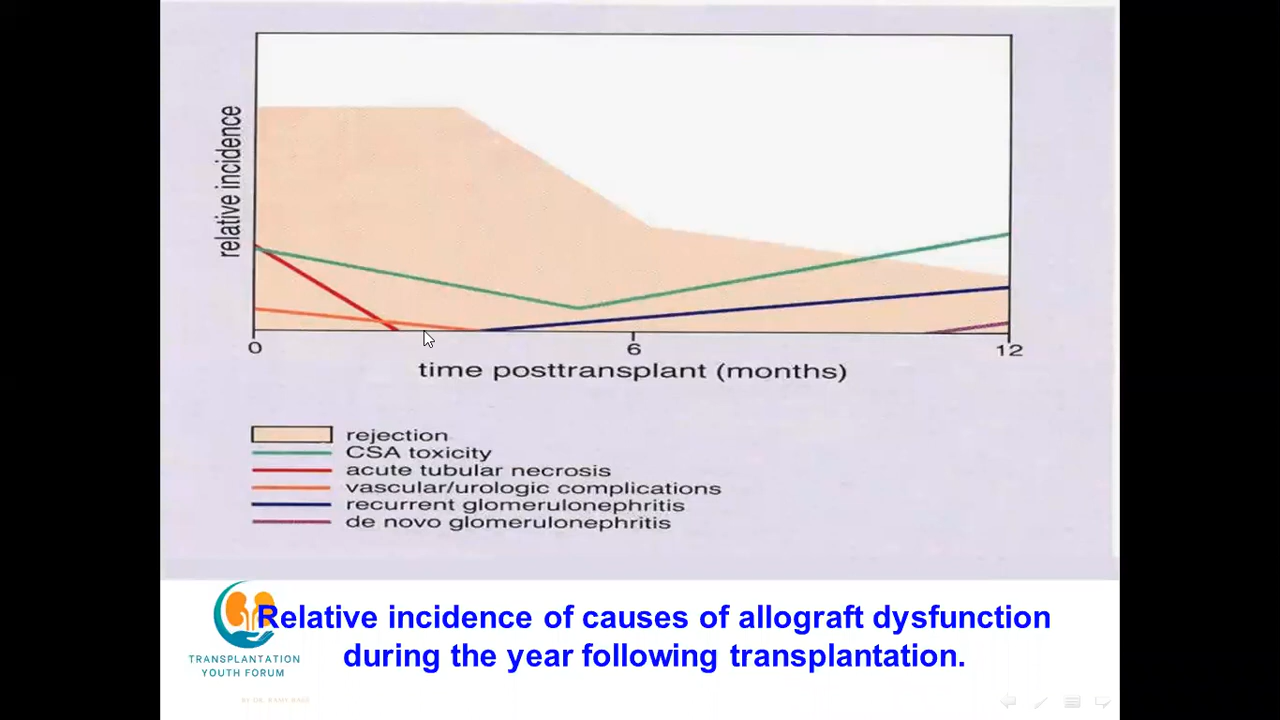 relative incidence
0
6
12
time posttransplant (months)
rejection
CSA toxicity
acute tubular necrosis
vascular/urologic complications
recurrent glomerulonephritis
de novo glomerulonephritis
Relative incidence of causes of allograft dysfunction
during the year following transplantation.
TRANSPLANTATION
YOUTH FORUM